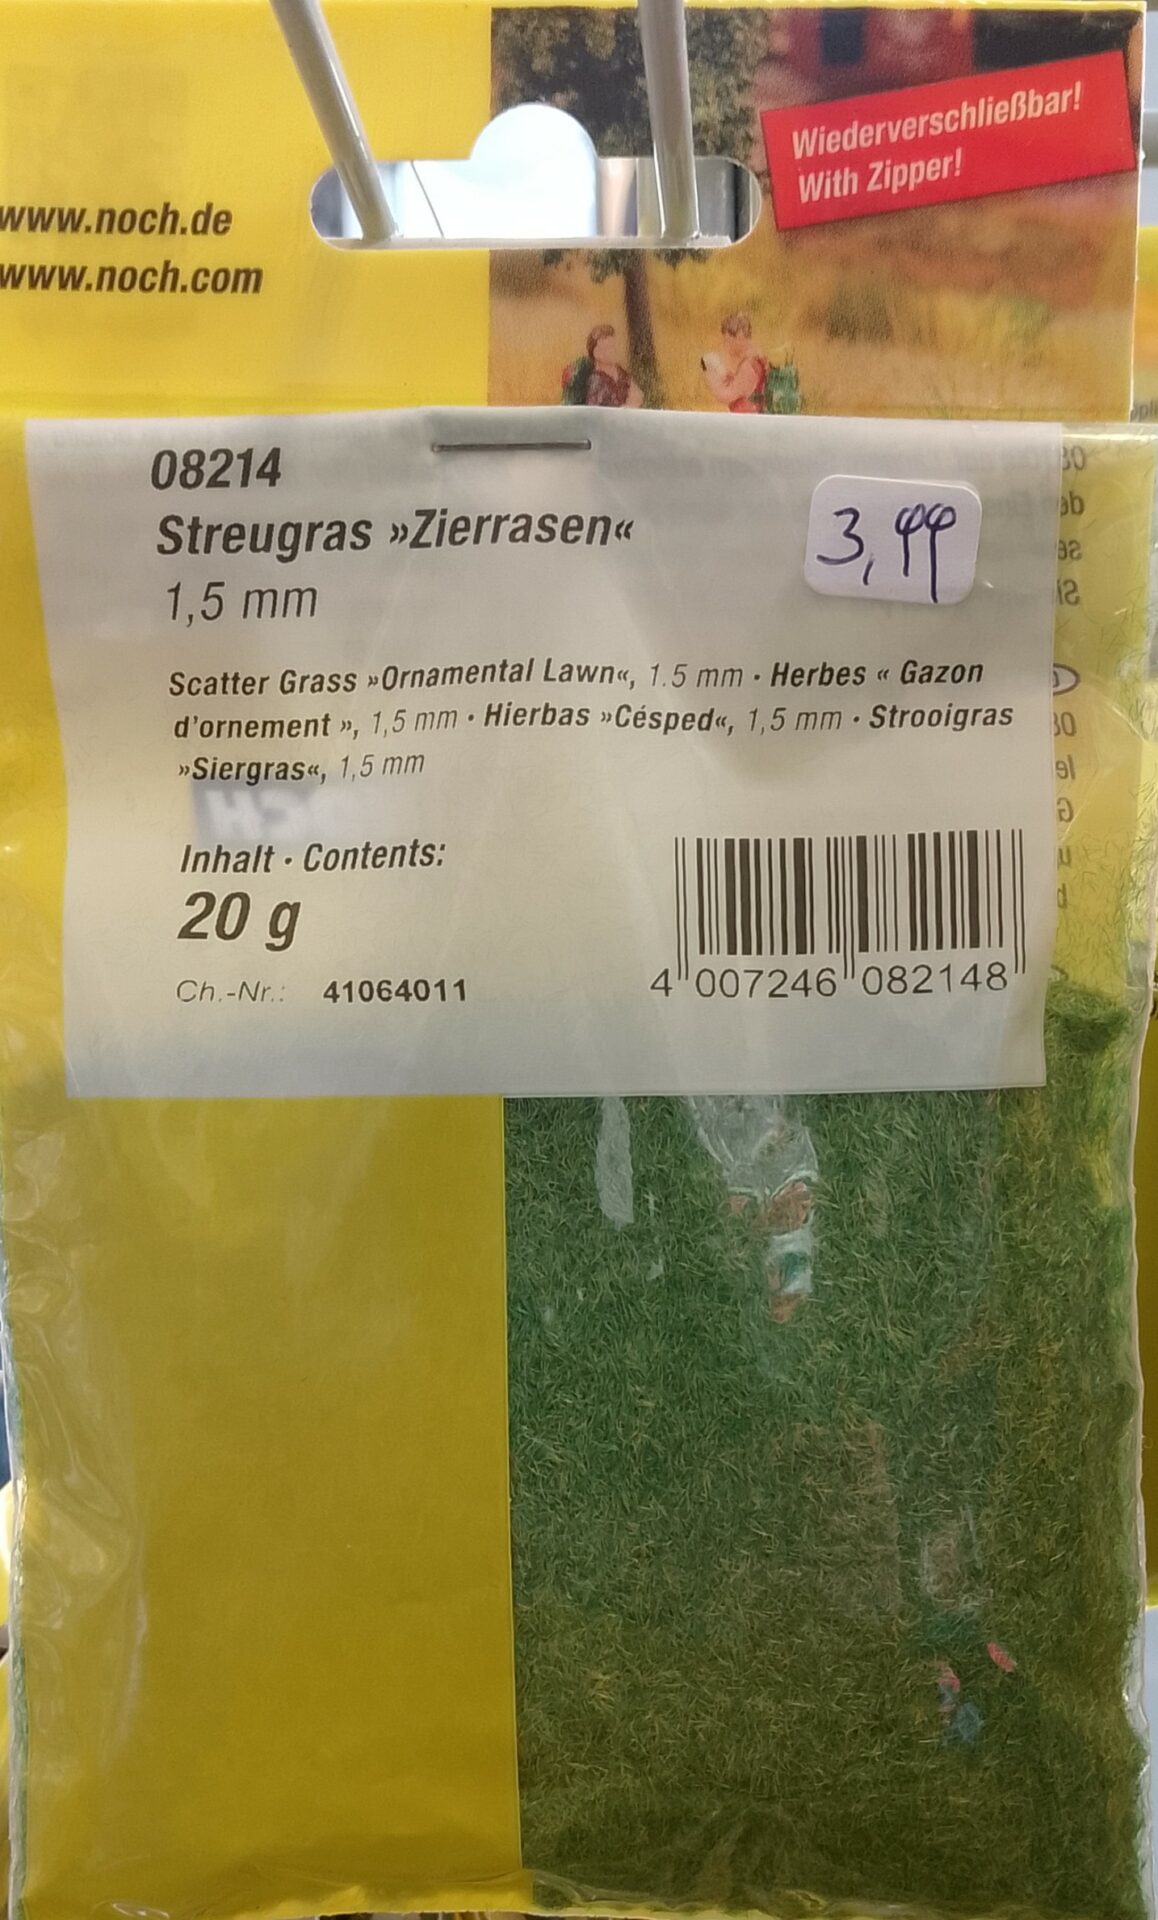 Wiederverschließbar!
With Zipper!
www.noch.de
www.noch.com
08214
Streugras »Zierrasen«
1,5 mm
3,99
Scatter Grass »Ornamental Lawn«, 1.5 mm · Herbes « Gazon
d'ornement », 1,5 mm · Hierbas »Césped«, 1,5 mm · Strooigras
»Siergras«, 1,5 mm
Inhalt · Contents:
20 g
Ch.-Nr.: 41064011
4 007246 082148